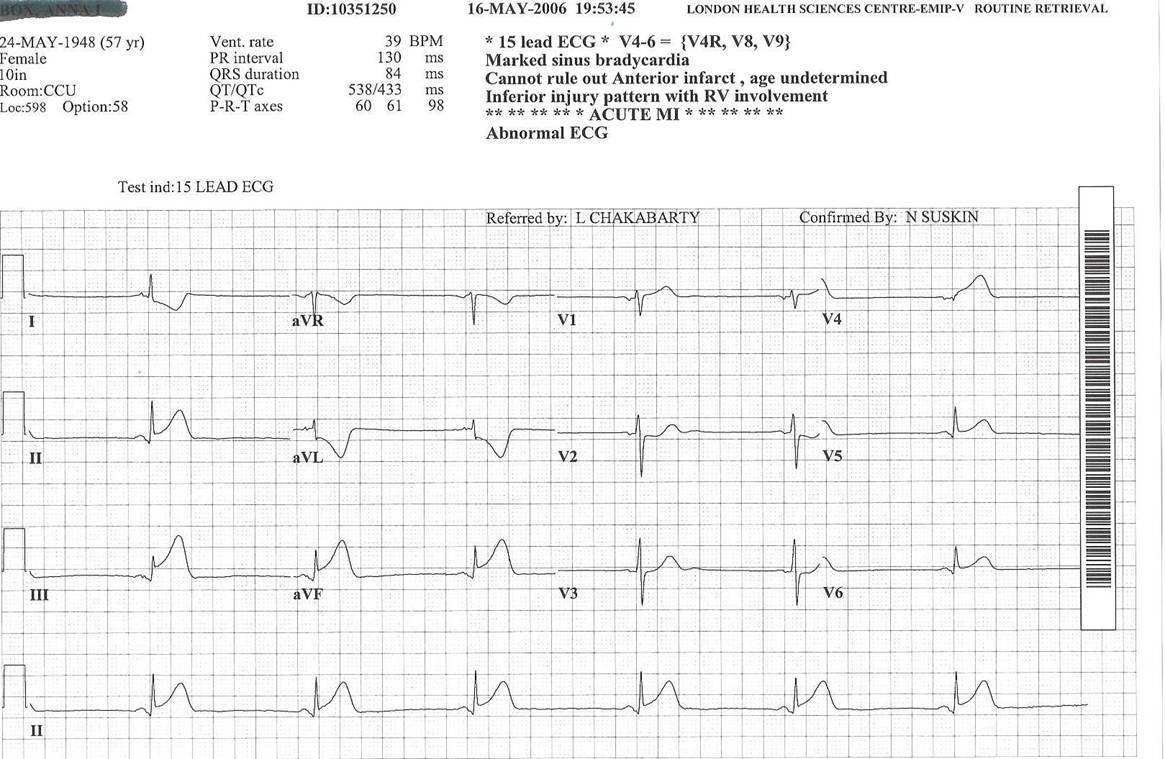 ID:10351250 16-MAY-2006 19:53:45 LONDON HEALTH SCIENCES CENTRE-EMIP-V ROUTINE RETRIEVAL
24-MAY-1948 (57 yr) Vent. rate 39 BPM * 15 lead ECG * V4-6 = {V4R, V8, V9}
Female PR interval 130 ms Marked sinus bradycardia
10in QRS duration 84 ms Cannot rule out Anterior infarct , age undetermined
Room:CCU QT/QTc 538/433 ms Inferior injury pattern with RV involvement
Loc:598 Option:58 P-R-T axes 60 61 98 ** ** ** ** * ACUTE MI * ** ** ** **
Abnormal ECG
Test ind:15 LEAD ECG
Referred by: L CHAKABARTY Confirmed By: N SUSKIN
I aVR V1 V4
II aVL V2 V5
III aVF V3 V6
II